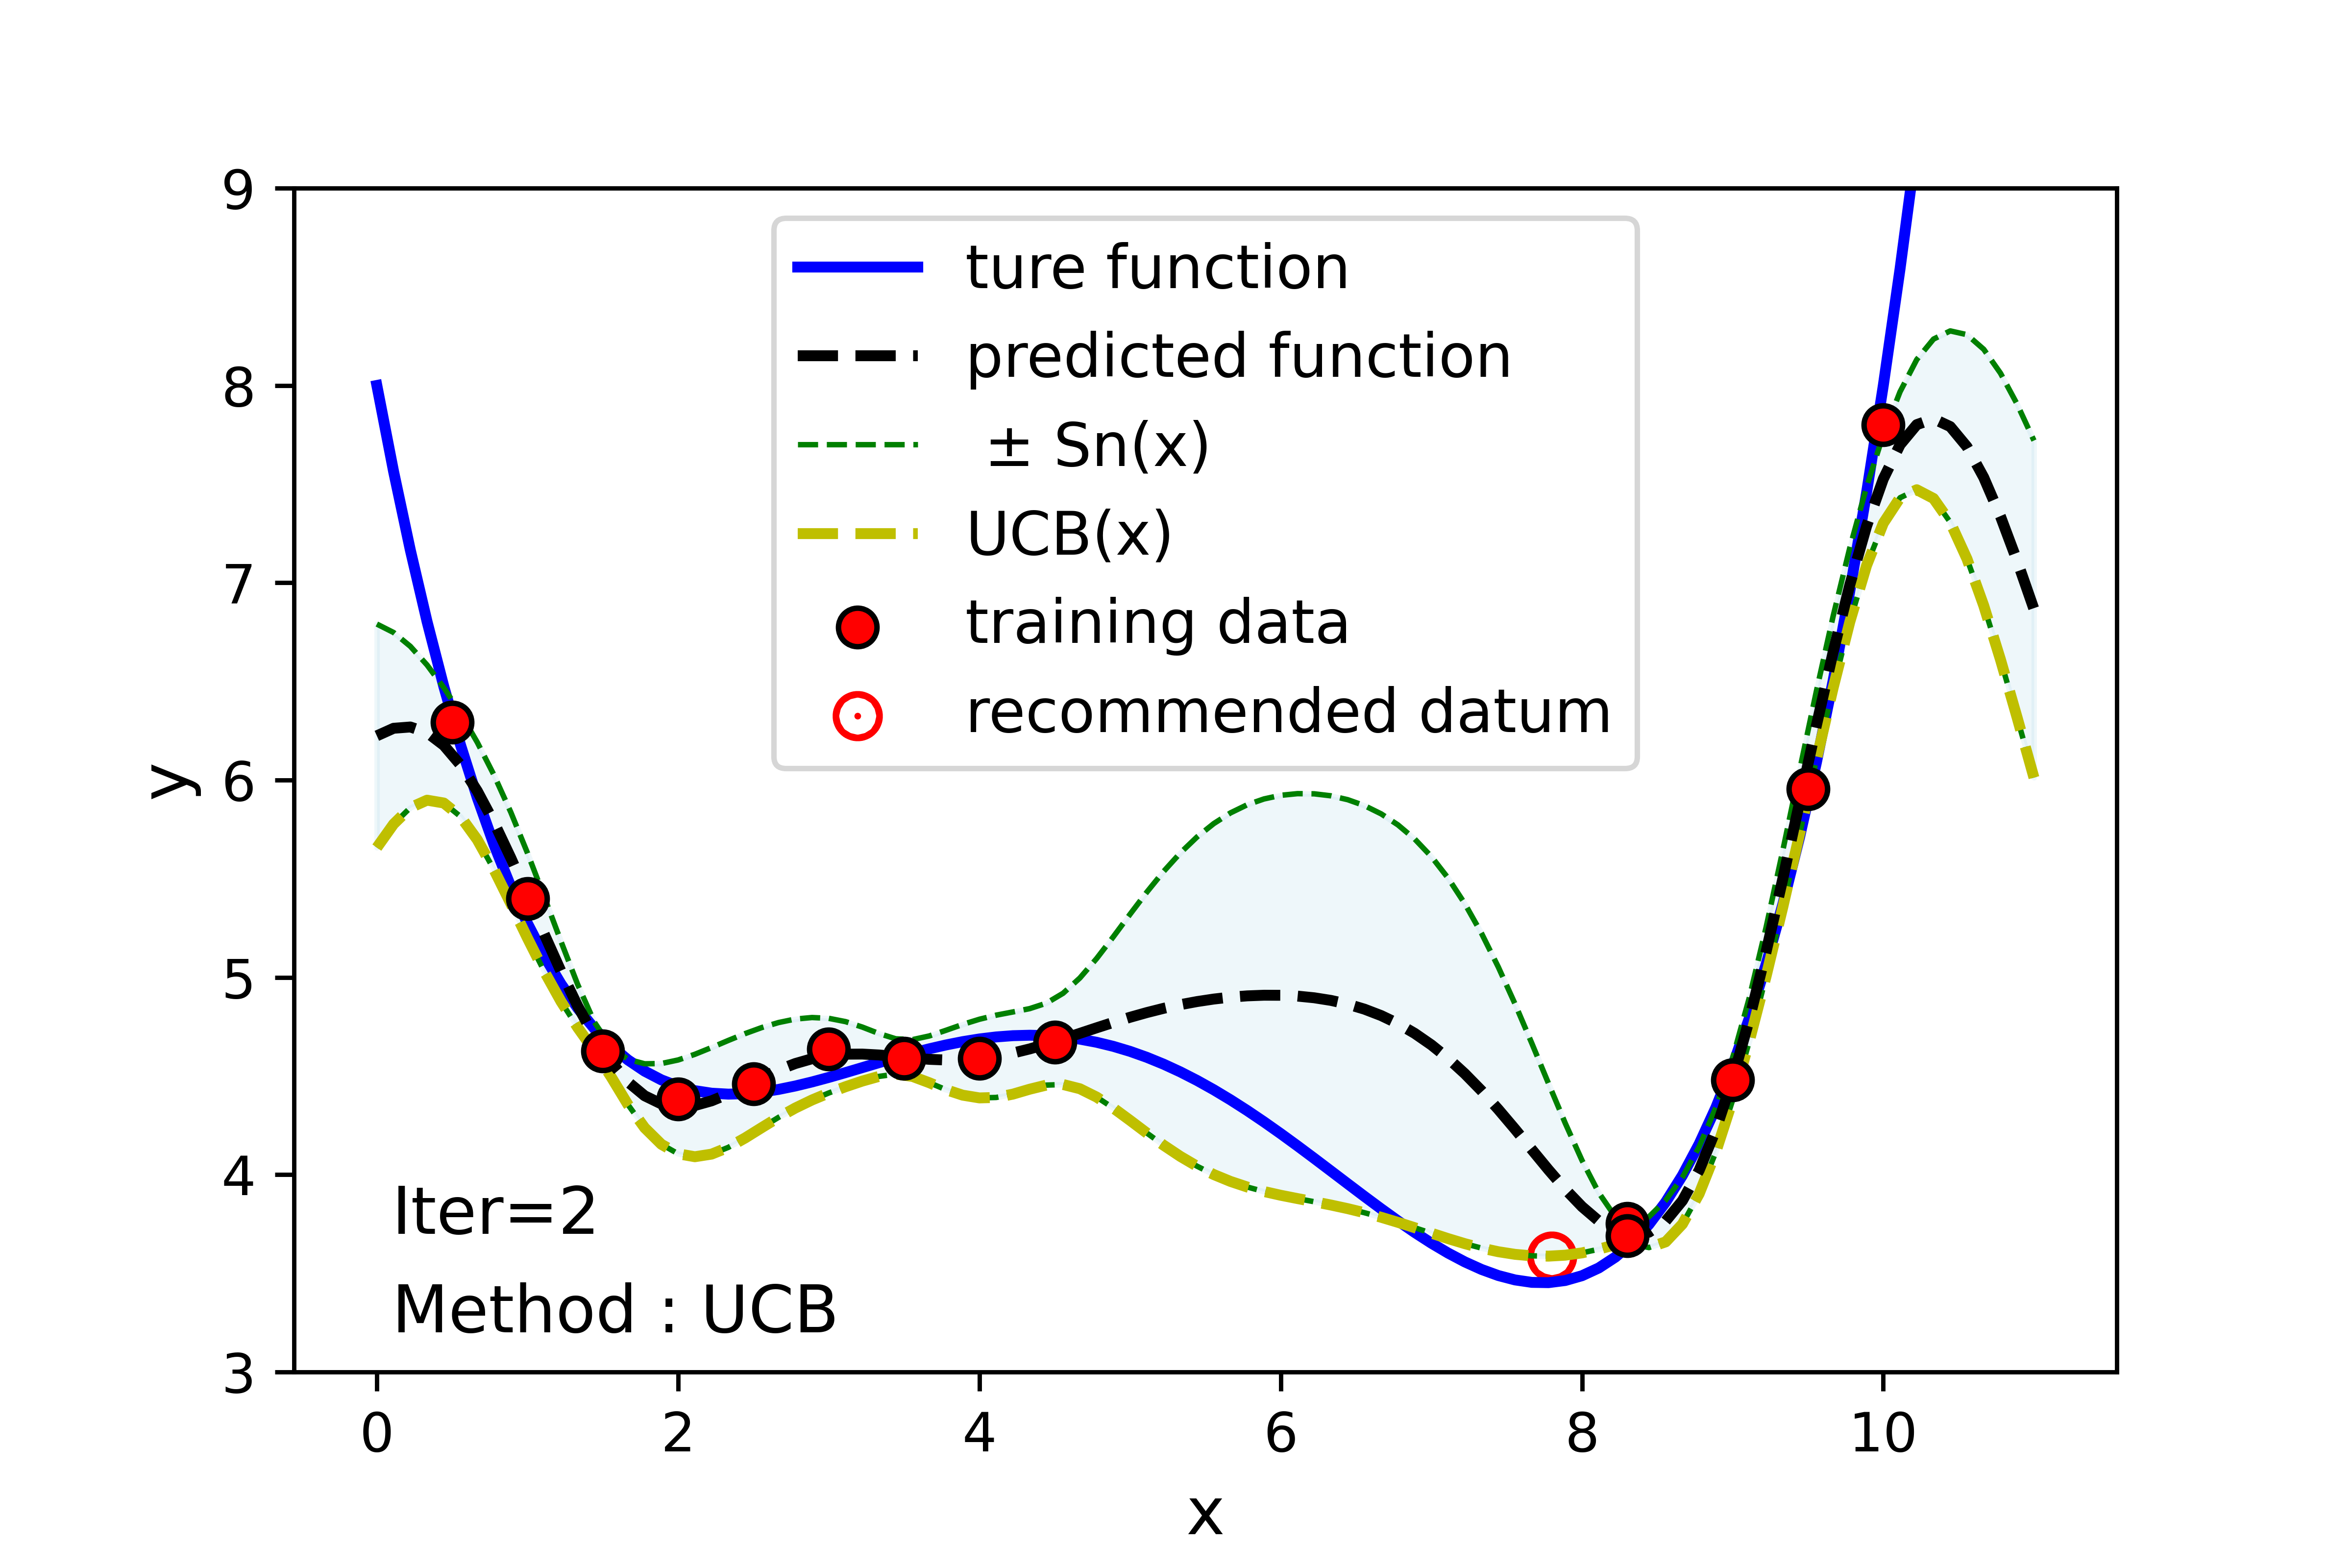 9
8
7
6
5
4
3
y
ture function
predicted function
± Sn(x)
UCB(x)
training data
recommended datum
Iter=2
Method : UCB
0 2 4 6 8 10
x